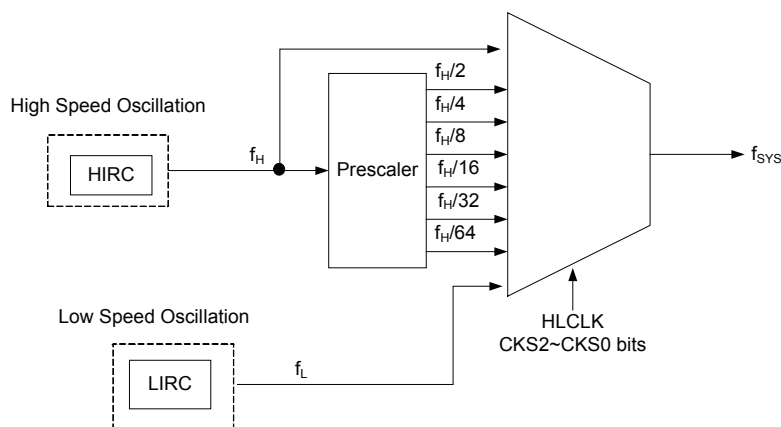 High Speed Oscillation
HIRC
fH
Prescaler
fH/2
fH/4
fH/8
fH/16
fH/32
fH/64
fSYS
HLCLK
CKS2~CKS0 bits
Low Speed Oscillation
LIRC
fL